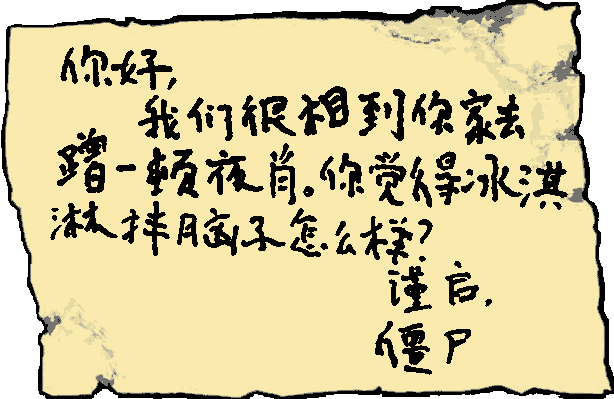 你好,
我们很相到你家去
蹭一顿夜肖。你觉得冰淇
淋拌脑子怎么样?
谨启,
僵尸